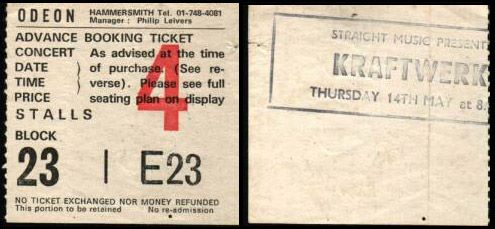 ODEON HAMMERSMITH Tel. 01-748-4081
Manager : Philip Leivers
ADVANCE BOOKING TICKET
CONCERT } As advised at the time
DATE } of purchase. (See re-
TIME } verse). Please see full
PRICE } seating plan on display
STALLS
4
BLOCK
23 E23
NO TICKET EXCHANGED NOR MONEY REFUNDED
This portion to be retained No re-admission
STRAIGHT MUSIC PRESENT
KRAFTWERK
THURSDAY 14TH MAY at 8